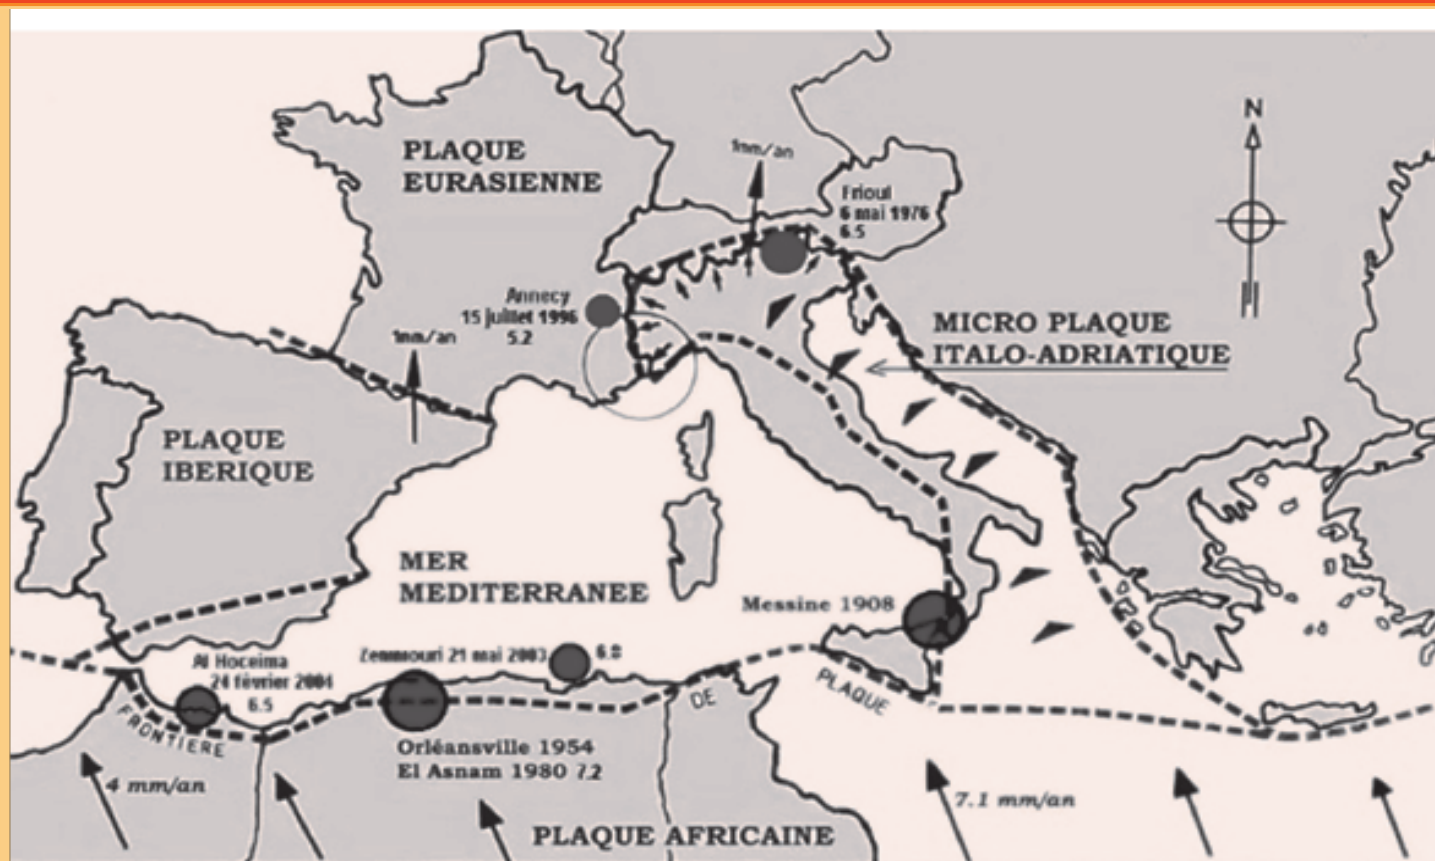 N
PLAQUE
EURASIENNE
1mm/an
Frioul
6 mai 1976
6.5
Annecy
15 juillet 1996
5.2
1mm/an
MICRO PLAQUE
ITALO-ADRIATIQUE
PLAQUE
IBERIQUE
MER
MEDITERRANEE
Messine 1908
Al Hoceima
24 février 2004
6.5
Zemmouri 21 mai 2003
6.8
FRONTIERE
DE
PLAQUE
Orléansville 1954
El Asnam 1980 7.2
4 mm/an
7.1 mm/an
PLAQUE AFRICAINE